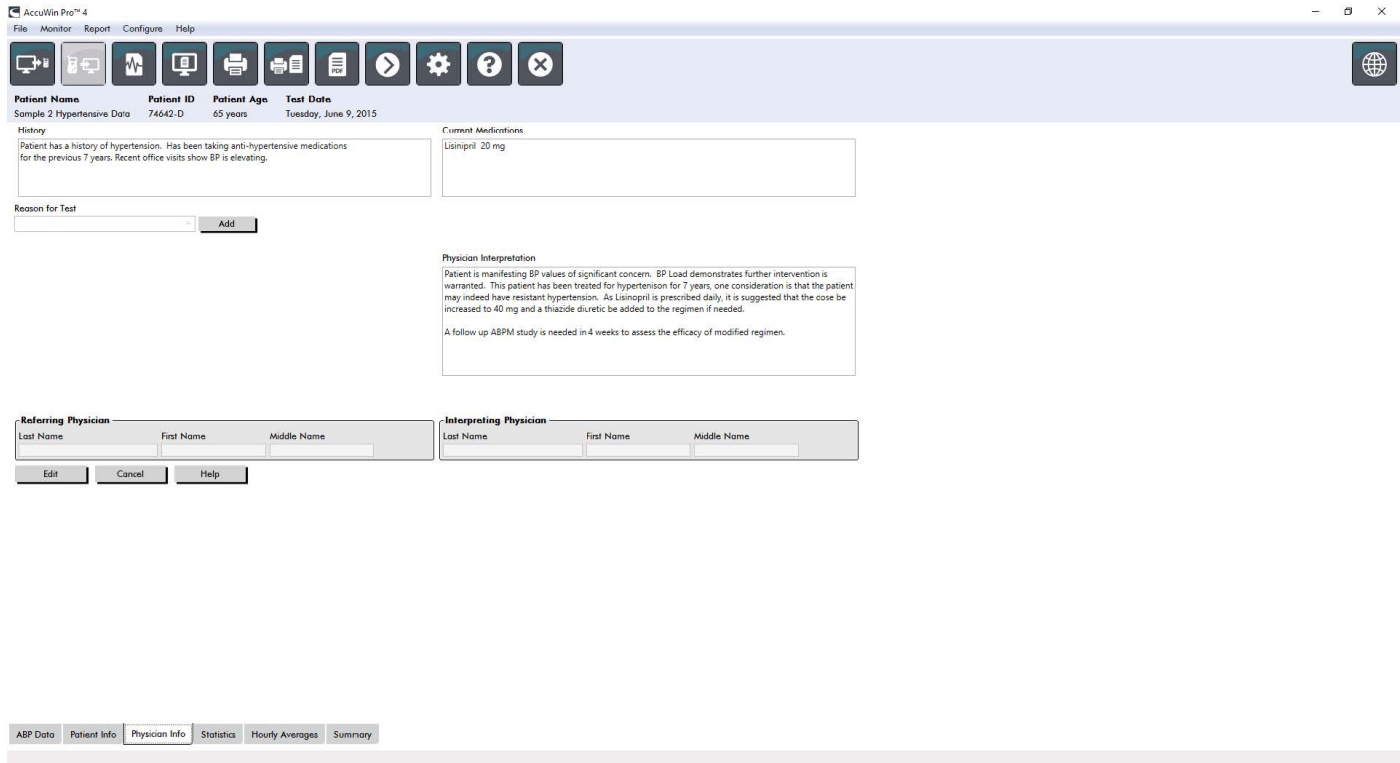 AccuWin Pro™ 4
File Monitor Report Configure Help
PDF
Patient Name Patient ID Patient Age Test Date
Sample 2 Hypertensive Data 74642-D 65 years Tuesday, June 9, 2015
History
Patient has a history of hypertension. Has been taking anti-hypertensive medications
for the previous 7 years. Recent office visits show BP is elevating.
Current Medications
Lisinipril 20 mg
Reason for Test
Add
Physician Interpretation
Patient is manifesting BP values of significant concern. BP Load demonstrates further intervention is
warranted. This patient has been treated for hypertenison for 7 years, one consideration is that the patient
may indeed have resistant hypertension. As Lisinopril is prescribed daily, it is suggested that the dose be
increased to 40 mg and a thiazide diuretic be added to the regimen if needed.
A follow up ABPM study is needed in 4 weeks to assess the efficacy of modified regimen.
Referring Physician
Last Name First Name Middle Name
Interpreting Physician
Last Name First Name Middle Name
Edit Cancel Help
ABP Data Patient Info Physician Info Statistics Hourly Averages Summary